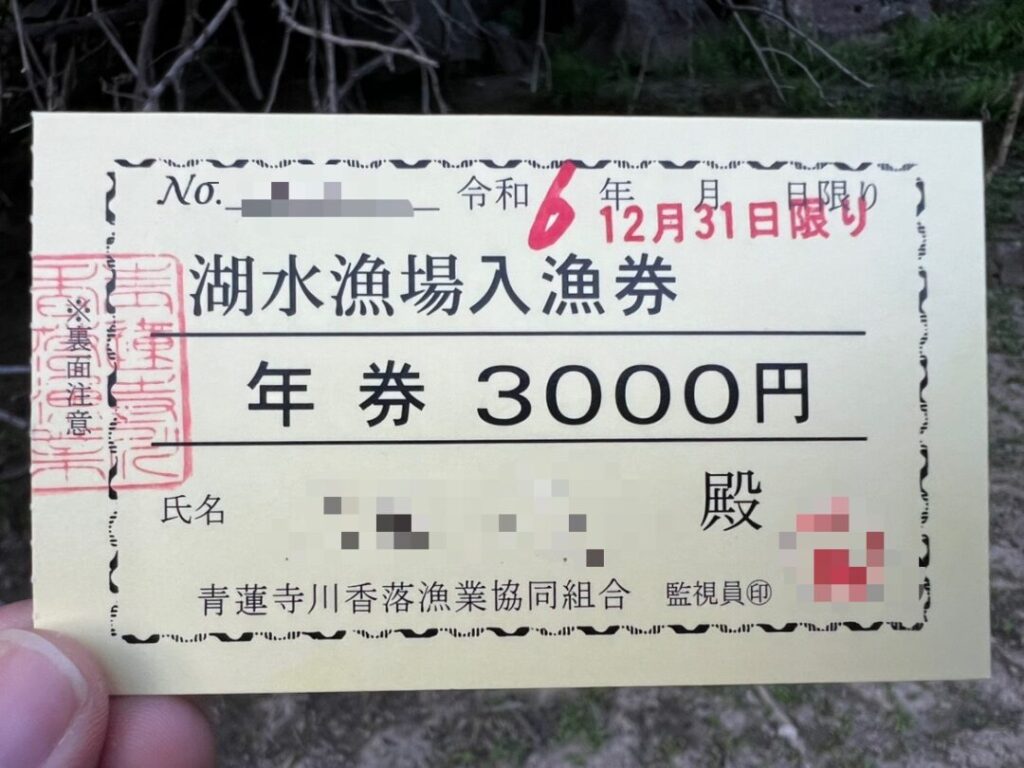 No. 令和6年 月 日限り
12月31日限り
湖水漁場入漁券
※裏面注意
年券 3000円
氏名 殿
青蓮寺川香落漁業協同組合 監視員㊞